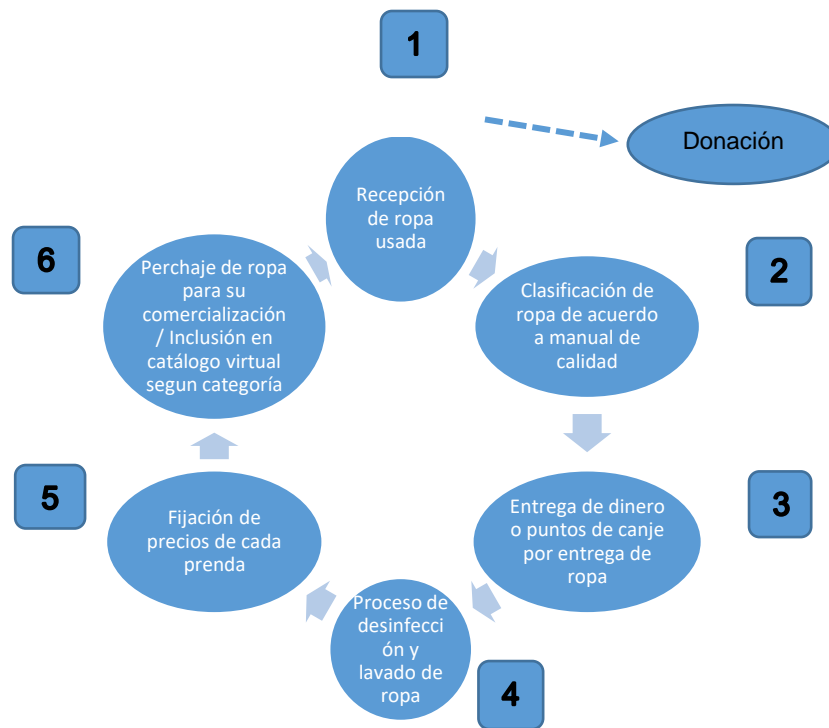 1
Recepción
de ropa
usada
Donación
2
Clasificación de
ropa de acuerdo
a manual de
calidad
3
Entrega de dinero
o puntos de canje
por entrega de
ropa
4
Proceso de
desinfecci
ón y
lavado de
ropa
5
Fijación de
precios de cada
prenda
6
Perchaje de ropa
para su
comercialización
/ Inclusión en
catálogo virtual
segun categoría